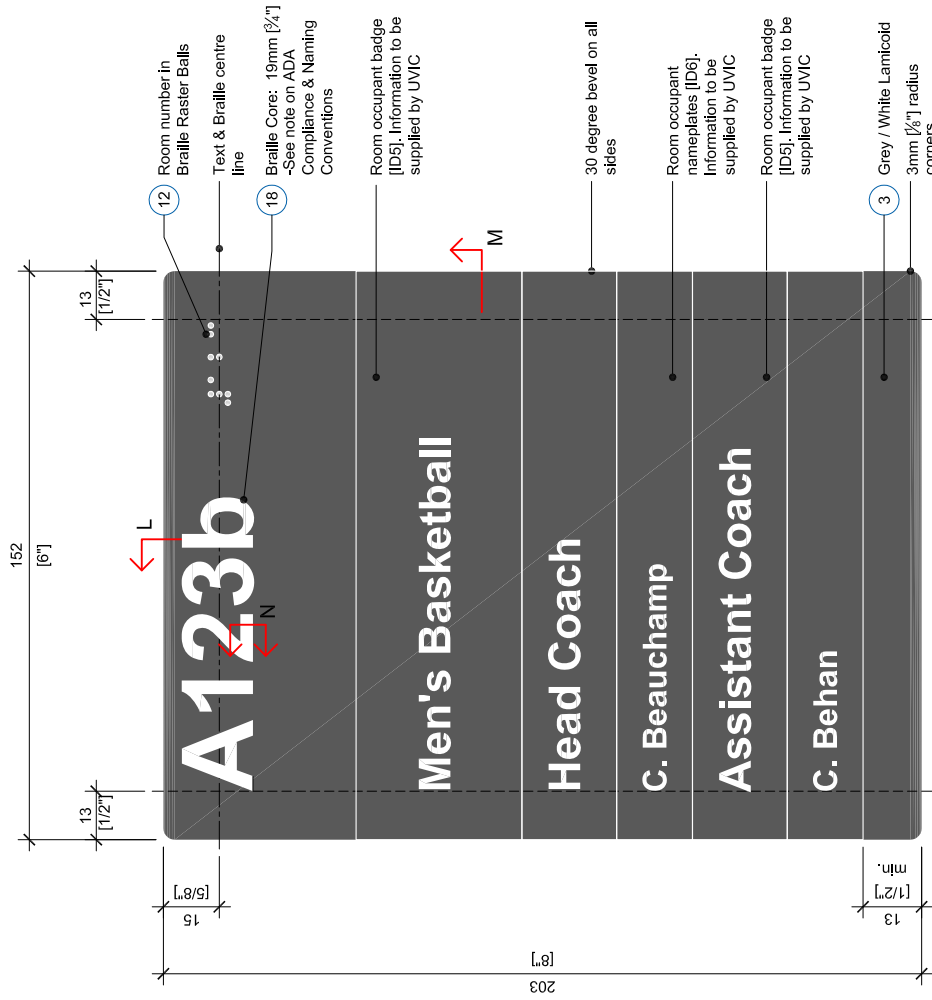 152
[6"]
13
[1/2"]
13
[1/2"]
L
A123b
N
M
Men's Basketball
Head Coach
C. Beauchamp
Assistant Coach
C. Behan
15
[5/8"]
203
[8"]
13
[1/2"]
min.
12
Room number in
Braille Raster Balls
Text & Braille centre
line
18
Braille Core: 19mm [3/4"]
-See note on ADA
Compliance & Naming
Conventions
Room occupant badge
[ID5]. Information to be
supplied by UVIC
30 degree bevel on all
sides
Room occupant
nameplates [ID6].
Information to be
supplied by UVIC
Room occupant badge
[ID5]. Information to be
supplied by UVIC
3
Grey / White Lamicoid
3mm [1/8"] radius
corners